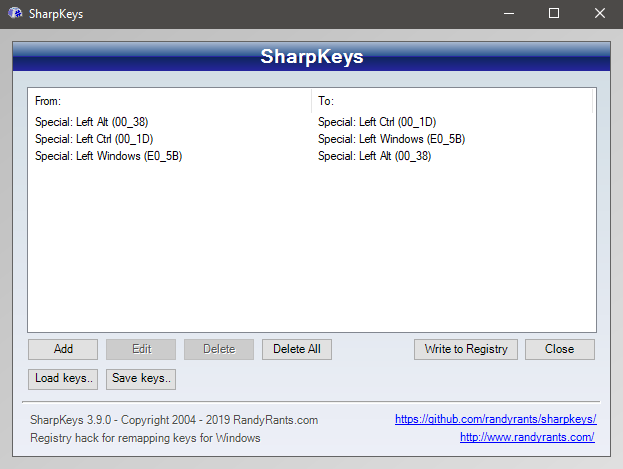 SharpKeys
SharpKeys
From: To:
Special: Left Alt (00_38) Special: Left Ctrl (00_1D)
Special: Left Ctrl (00_1D) Special: Left Windows (E0_5B)
Special: Left Windows (E0_5B) Special: Left Alt (00_38)
Add Edit Delete Delete All Write to Registry Close
Load keys.. Save keys..
SharpKeys 3.9.0 - Copyright 2004 - 2019 RandyRants.com https://github.com/randyrants/sharpkeys/
Registry hack for remapping keys for Windows http://www.randyrants.com/